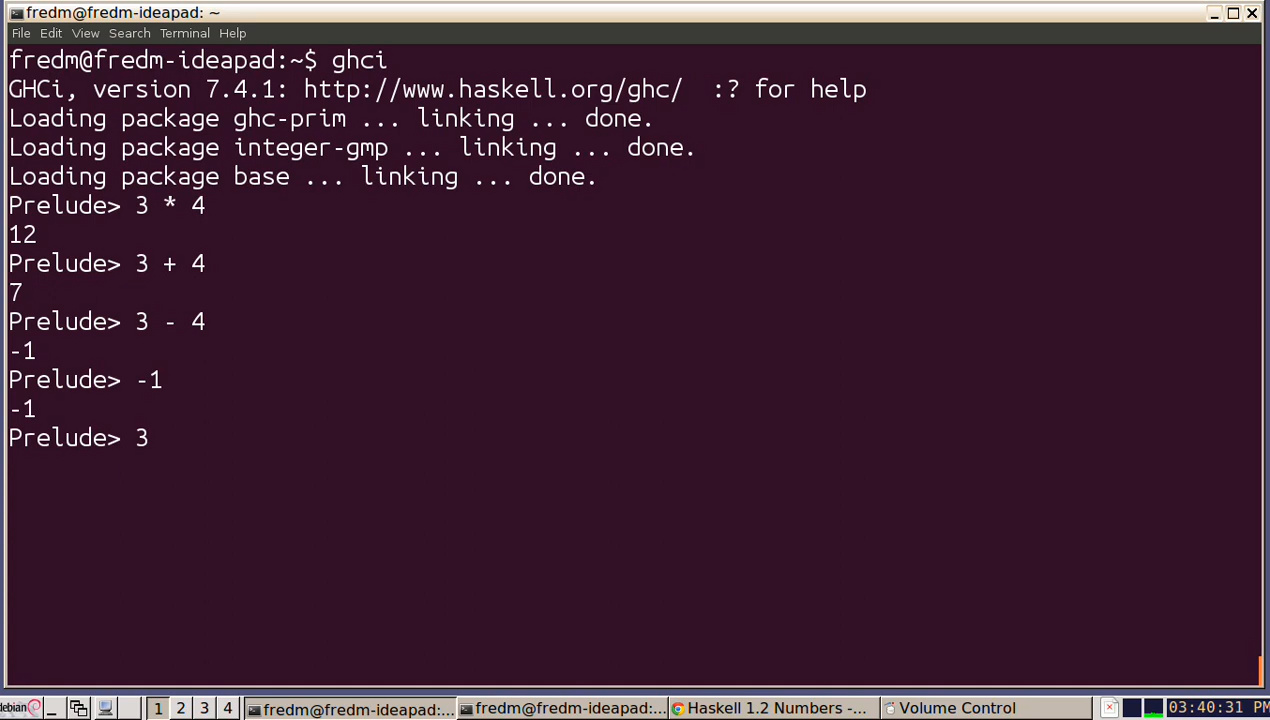 fredm@fredm-ideapad: ~
File Edit View Search Terminal Help
fredm@fredm-ideapad:~$ ghci
GHCi, version 7.4.1: http://www.haskell.org/ghc/  :? for help
Loading package ghc-prim ... linking ... done.
Loading package integer-gmp ... linking ... done.
Loading package base ... linking ... done.
Prelude> 3 * 4
12
Prelude> 3 + 4
7
Prelude> 3 - 4
-1
Prelude> -1
-1
Prelude> 3
debian 1 2 3 4 fredm@fredm-ideapad:... fredm@fredm-ideapad:... Haskell 1.2 Numbers -... Volume Control 03:40:31 PM